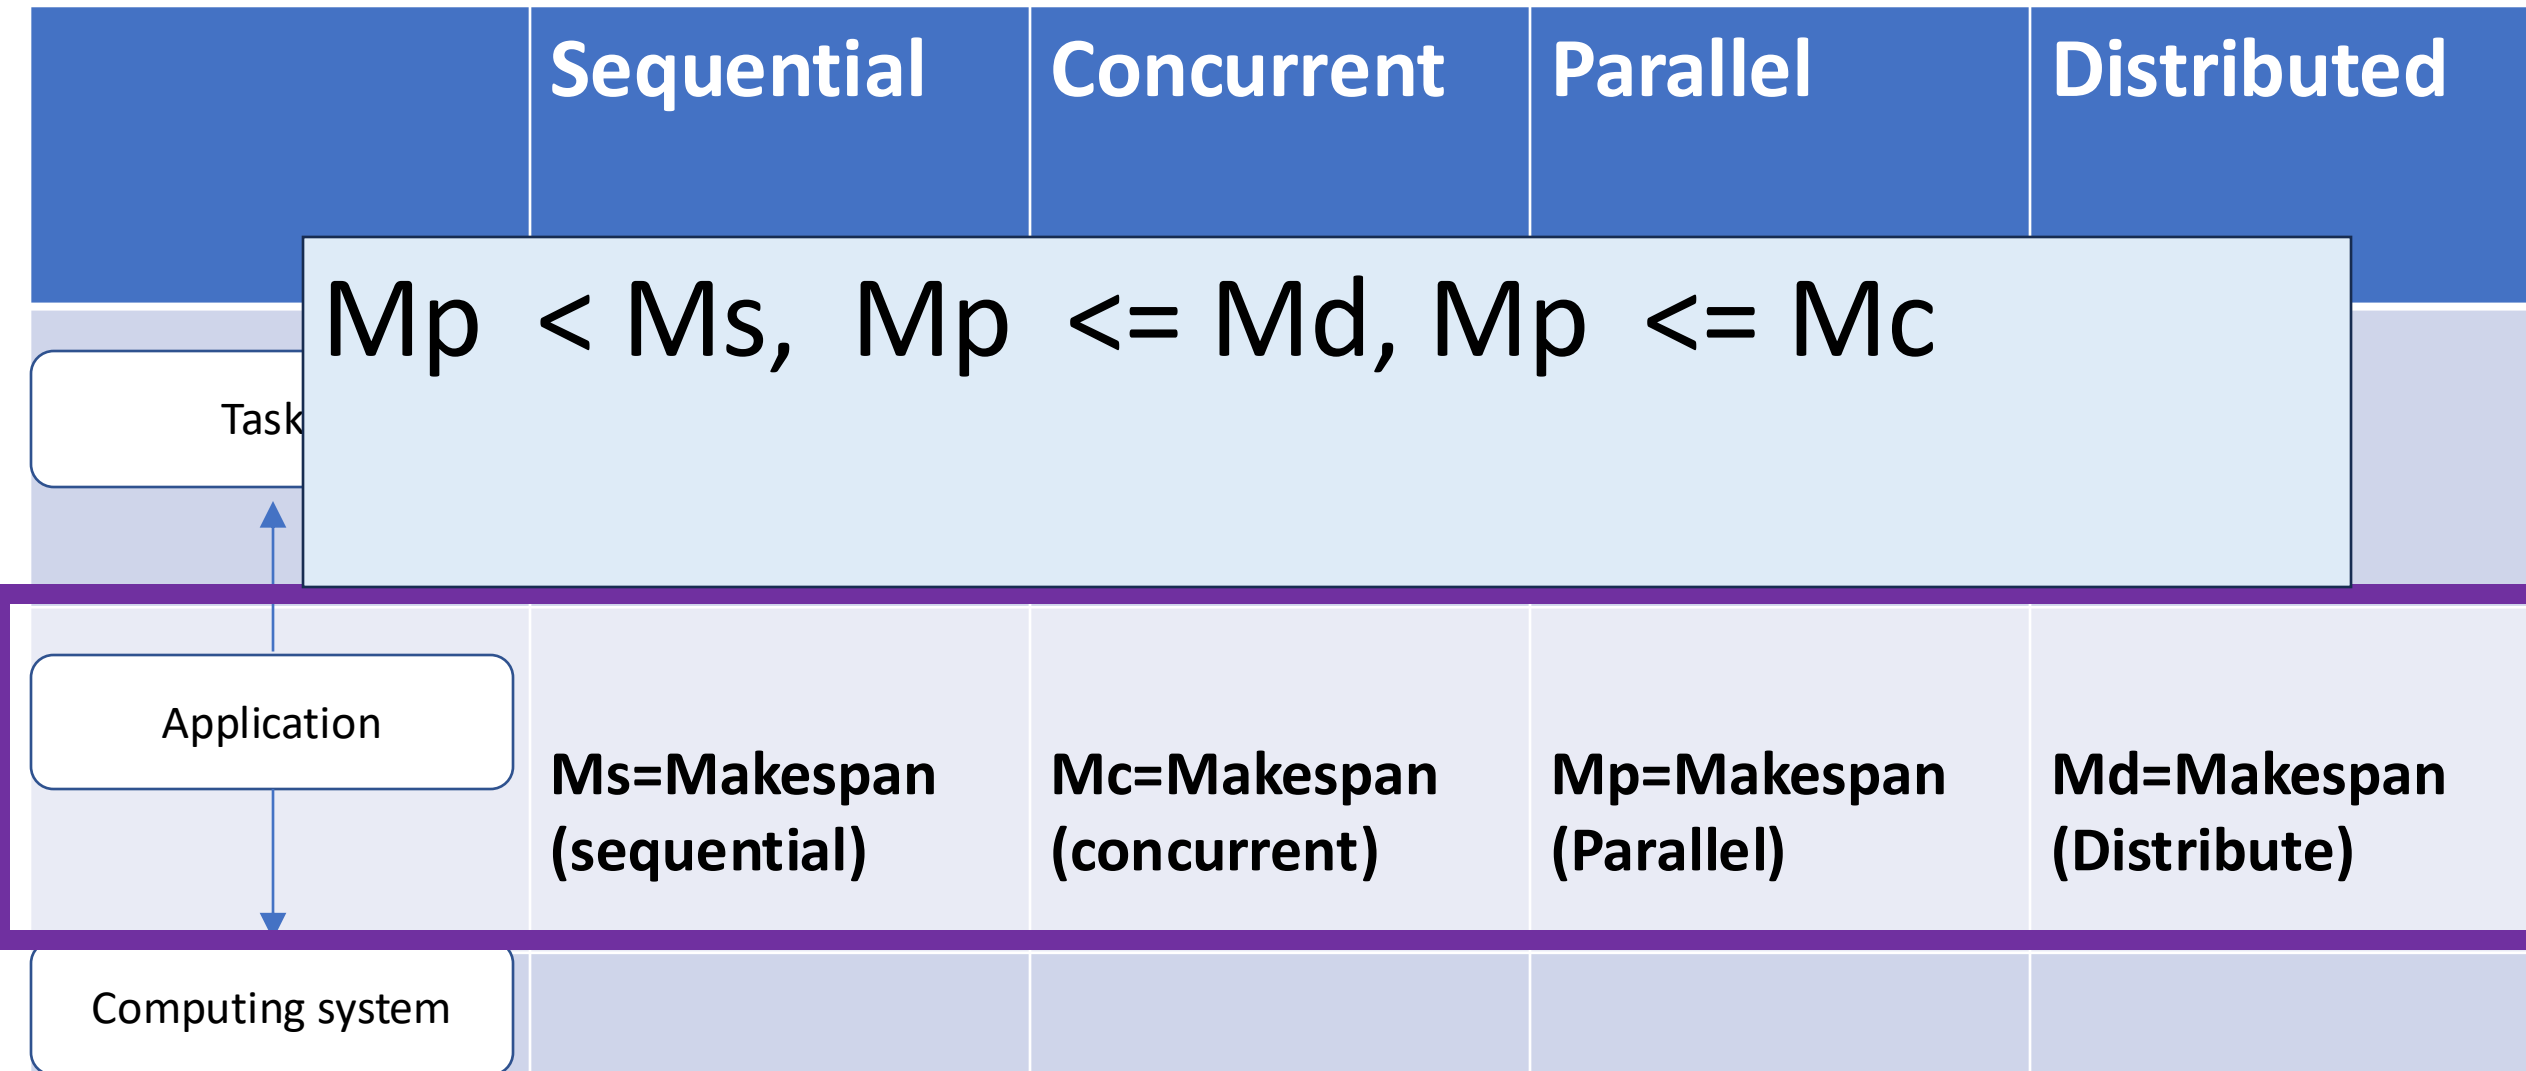 Sequential Concurrent Parallel Distributed
Mp < Ms, Mp <= Md, Mp <= Mc
Task
Application
Ms=Makespan (sequential)
Mc=Makespan (concurrent)
Mp=Makespan (Parallel)
Md=Makespan (Distribute)
Computing system